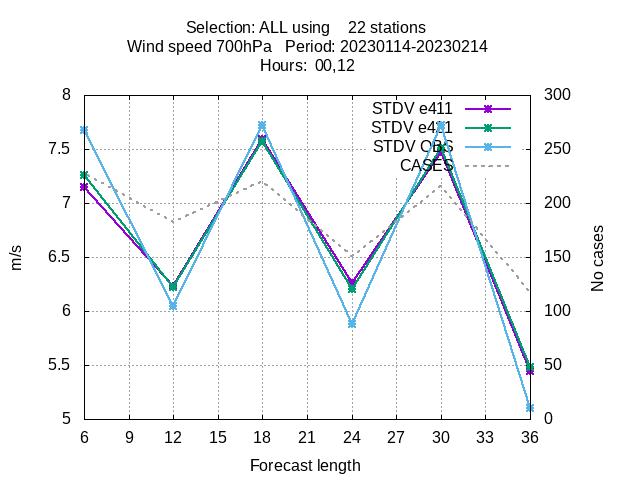 Selection: ALL using    22 stations
Wind speed 700hPa   Period: 20230114-20230214
Hours:  00,12
8
7.5
7
6.5
6
5.5
5
300
250
200
150
100
50
0
STDV e411
STDV e421
STDV OBS
CASES
m/s
No cases
6 9 12 15 18 21 24 27 30 33 36
Forecast length